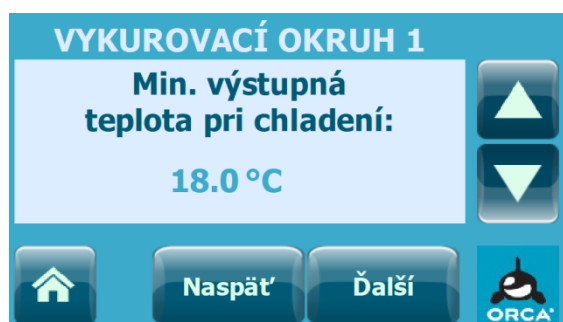 VYKUROVACÍ OKRUH 1
Min. výstupná
teplota pri chladení:
18.0 °C
Naspäť
Ďalší
ORCA